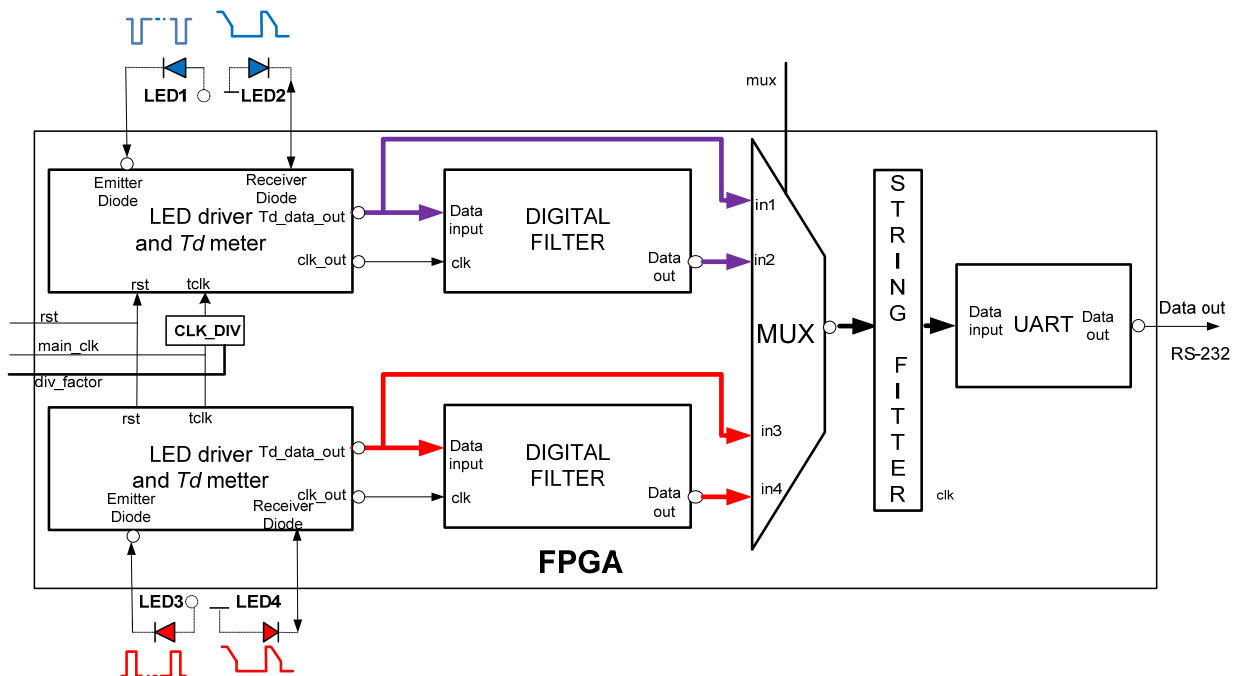 LED1
LED2
mux
Emitter
Diode
Receiver
Diode
LED driver
and Td meter
Td_data_out
clk_out
rst
tclk
Data
input
clk
DIGITAL
FILTER
Data
out
in1
in2
MUX
in3
in4
STRING FITTER
clk
Data
input
UART
Data
out
Data out
RS-232
rst
CLK_DIV
main_clk
div_factor
rst
tclk
LED driver
and Td metter
Td_data_out
clk_out
Emitter
Diode
Receiver
Diode
Data
input
clk
DIGITAL
FILTER
Data
out
FPGA
LED3
LED4